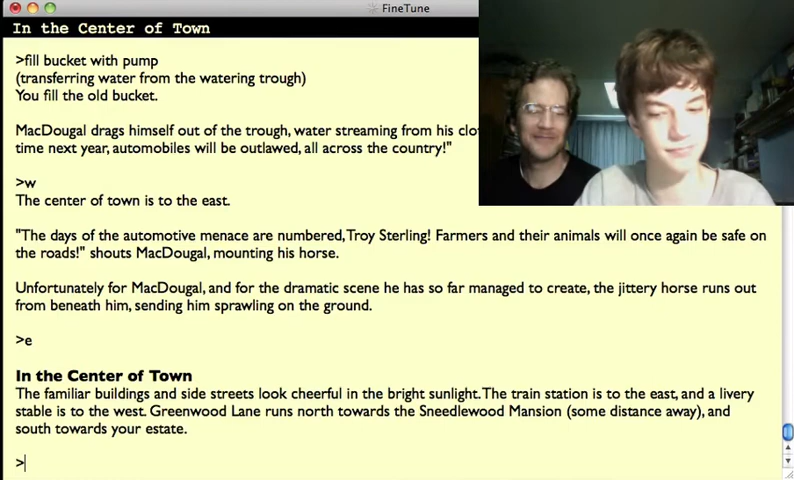 FineTune
In the Center of Town
>fill bucket with pump
(transferring water from the watering trough)
You fill the old bucket.
MacDougal drags himself out of the trough, water streaming from his
time next year, automobiles will be outlawed, all across the country!"
>w
The center of town is to the east.
"The days of the automotive menace are numbered, Troy Sterling! Farmers and their animals will once again be safe on
the roads!" shouts MacDougal, mounting his horse.
Unfortunately for MacDougal, and for the dramatic scene he has so far managed to create, the jittery horse runs out
from beneath him, sending him sprawling on the ground.
>e
In the Center of Town
The familiar buildings and side streets look cheerful in the bright sunlight. The train station is to the east, and a livery
stable is to the west. Greenwood Lane runs north towards the Sneedlewood Mansion (some distance away), and
south towards your estate.
>